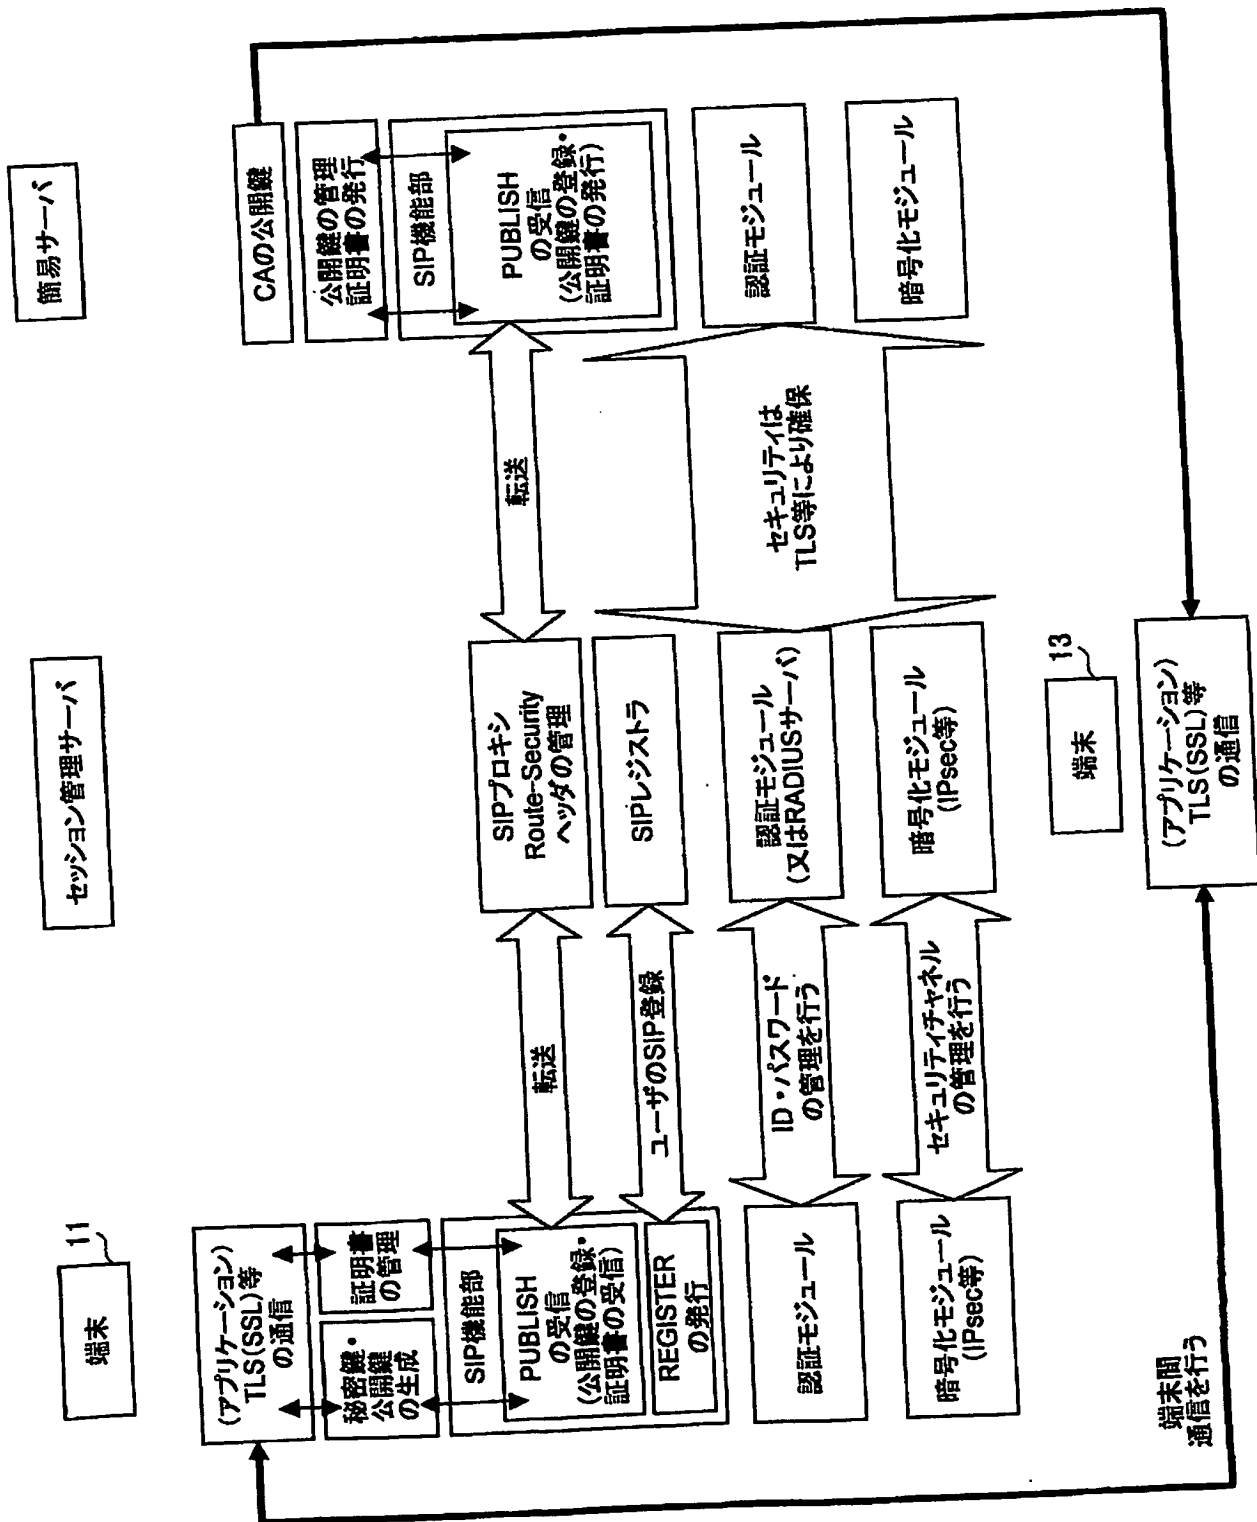 端末
11
(アプリケーション)
TLS(SSL)等
の通信
秘密鍵・
公開鍵
の生成
証明書
の管理
SIP機能部
PUBLISH
の受信
(公開鍵の登録・
証明書の受信)
REGISTER
の発行
認証モジュール
暗号化モジュール
(IPsec等)
転送
ユーザのSIP登録
ID・パスワード
の管理を行う
セキュリティチャネル
の管理を行う
セッション管理サーバ
SIPプロキシ
Route-Security
ヘッダの管理
SIPレジストラ
認証モジュール
(又はRADIUSサーバ)
暗号化モジュール
(IPsec等)
転送
セキュリティは
TLS等により確保
簡易サーバ
CAの公開鍵
公開鍵の管理
証明書の発行
SIP機能部
PUBLISH
の受信
(公開鍵の登録・
証明書の発行)
認証モジュール
暗号化モジュール
端末
13
(アプリケーション)
TLS(SSL)等
の通信
端末間
通信を行う